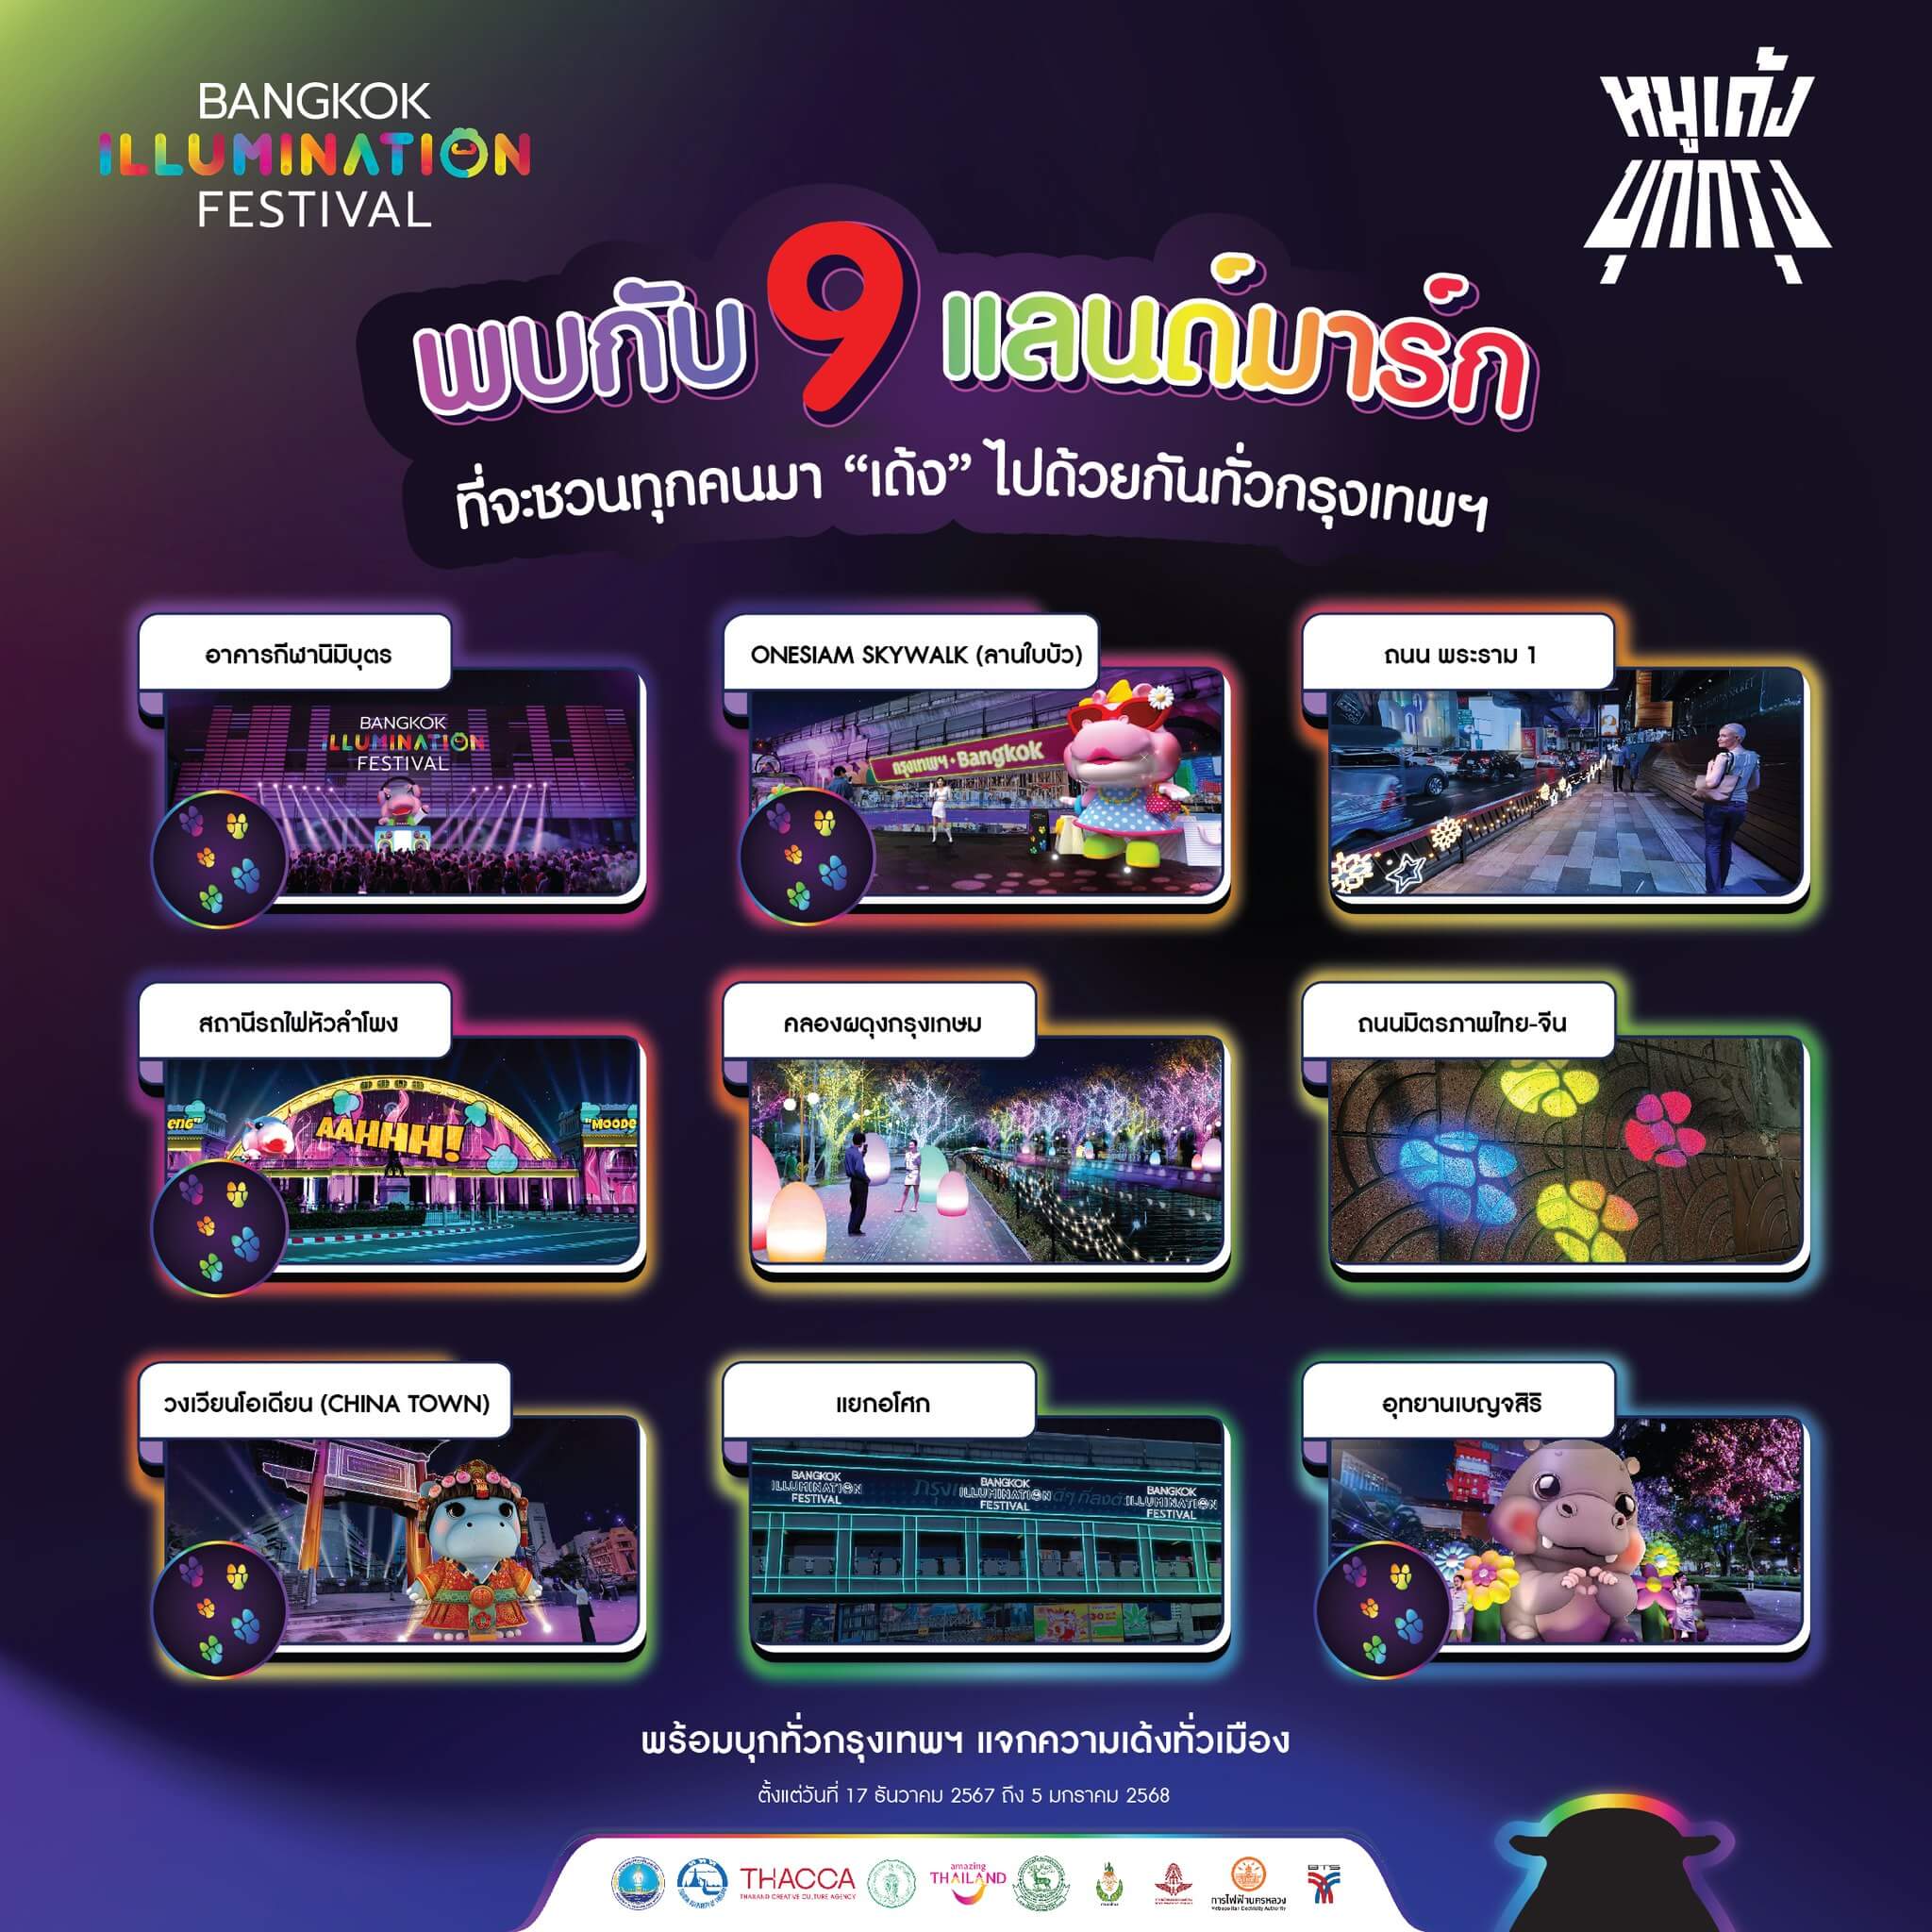 BANGKOK
ILLUMINATION
FESTIVAL
หมูเด้ง
บุกกรุง
พบกับ 9 แลนด์มาร์ก
ที่จะชวนทุกคนมา “เด้ง” ไปด้วยกันทั่วกรุงเทพฯ
อาคารกีฬานิมิบุตร
BANGKOK
ILLUMINATION
FESTIVAL
ONESIAM SKYWALK (ลานใบบัว)
กรุงเทพฯ • Bangkok
ถนน พระราม 1
สถานีรถไฟหัวลำโพง
eng"
AAHHH!
"MOODE
คลองผดุงกรุงเกษม
ถนนมิตรภาพไทย-จีน
วงเวียนโอเดียน (CHINA TOWN)
แยกอโศก
BANGKOK
ILLUMINATION
FESTIVAL
BANGKOK
ILLUMINATION
FESTIVAL
BANGKOK
ILLUMINATION
FESTIVAL
อุทยานเบญจสิริ
พร้อมบุกทั่วกรุงเทพฯ แจกความเด้งทั่วเมือง
ตั้งแต่วันที่ 17 ธันวาคม 2567 ถึง 5 มกราคม 2568
THACCA
THAILAND CREATIVE CULTURE AGENCY
amazing
THAILAND
การไฟฟ้านครหลวง
Metropolitan Electricity Authority
BTS